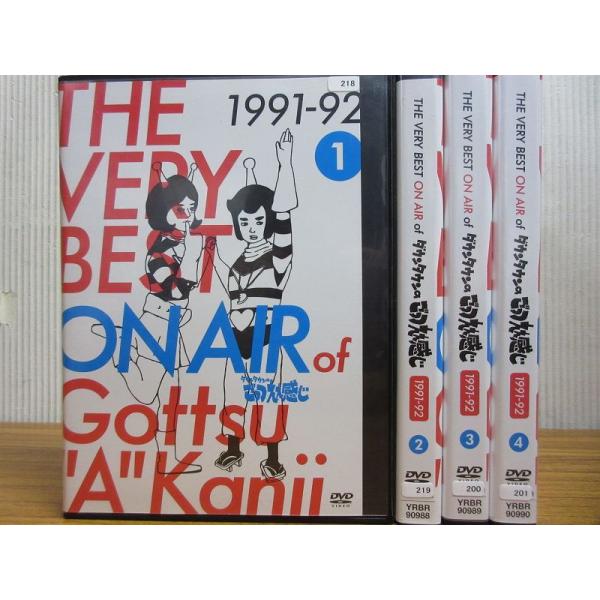 218
THE
1991-92
VERY
1
BEST
ON AIR of
ダウンタウンの
ごっつええ感じ
Gottsu
"A" Kanji
DVD
VIDEO
THE VERY BEST ON AIR of ダウンタウンのごっつええ感じ
1991-92
2
DVD
VIDEO
219
YRBR
90988
THE VERY BEST ON AIR of ダウンタウンのごっつええ感じ
1991-92
3
DVD
VIDEO
200
YRBR
90989
THE VERY BEST ON AIR of ダウンタウンのごっつええ感じ
1991-92
4
DVD
VIDEO
201
YRBR
90990